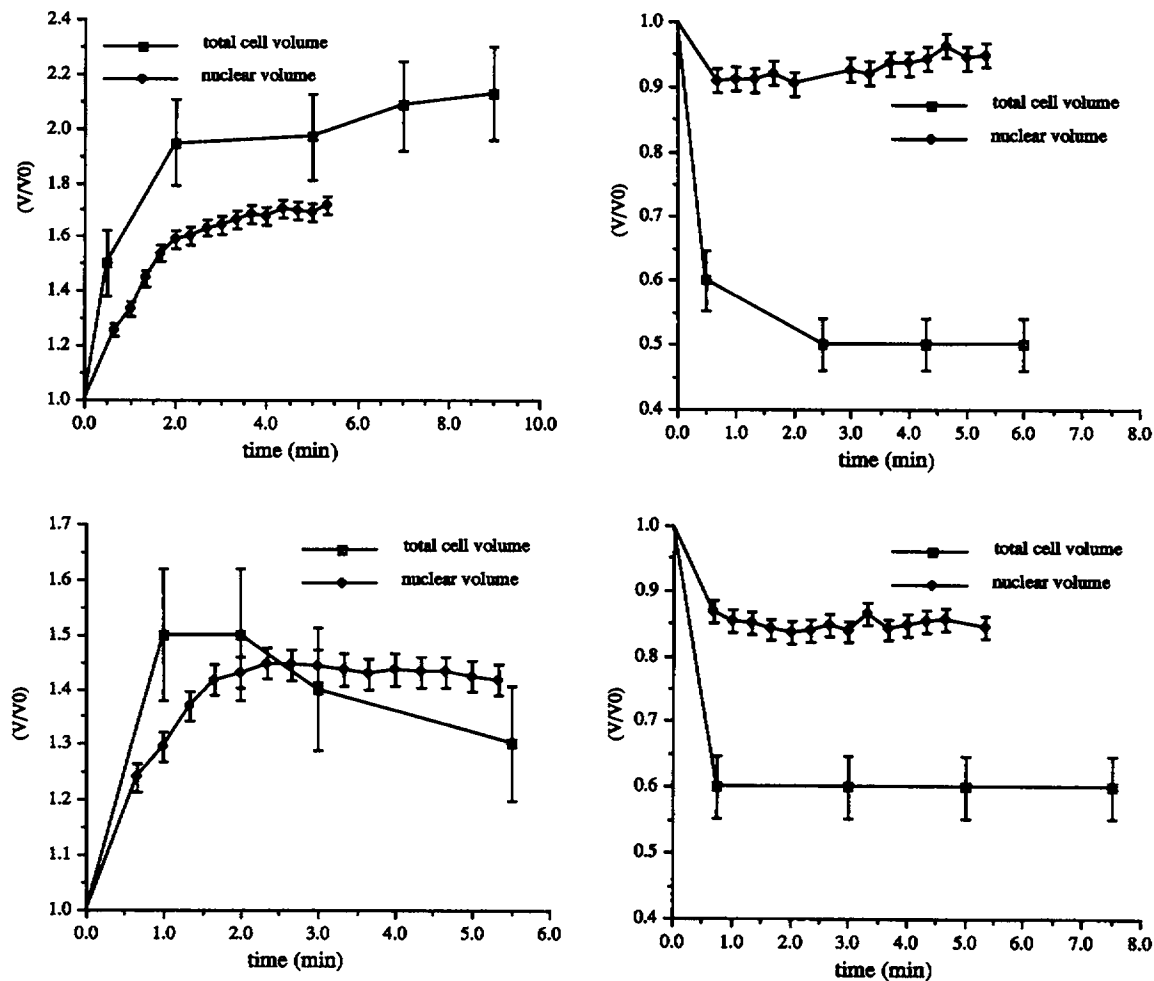 2.4
2.2
2.0
1.8
1.6
1.4
1.2
1.0
(V/V0)
total cell volume
nuclear volume
0.0 2.0 4.0 6.0 8.0 10.0
time (min)
1.0
0.9
0.8
0.7
0.6
0.5
0.4
(V/V0)
total cell volume
nuclear volume
0.0 1.0 2.0 3.0 4.0 5.0 6.0 7.0 8.0
time (min)
1.7
1.6
1.5
1.4
1.3
1.2
1.1
1.0
(V/V0)
total cell volume
nuclear volume
0.0 1.0 2.0 3.0 4.0 5.0 6.0
time (min)
1.0
0.9
0.8
0.7
0.6
0.5
0.4
(V/V0)
total cell volume
nuclear volume
0.0 1.0 2.0 3.0 4.0 5.0 6.0 7.0 8.0
time (min)